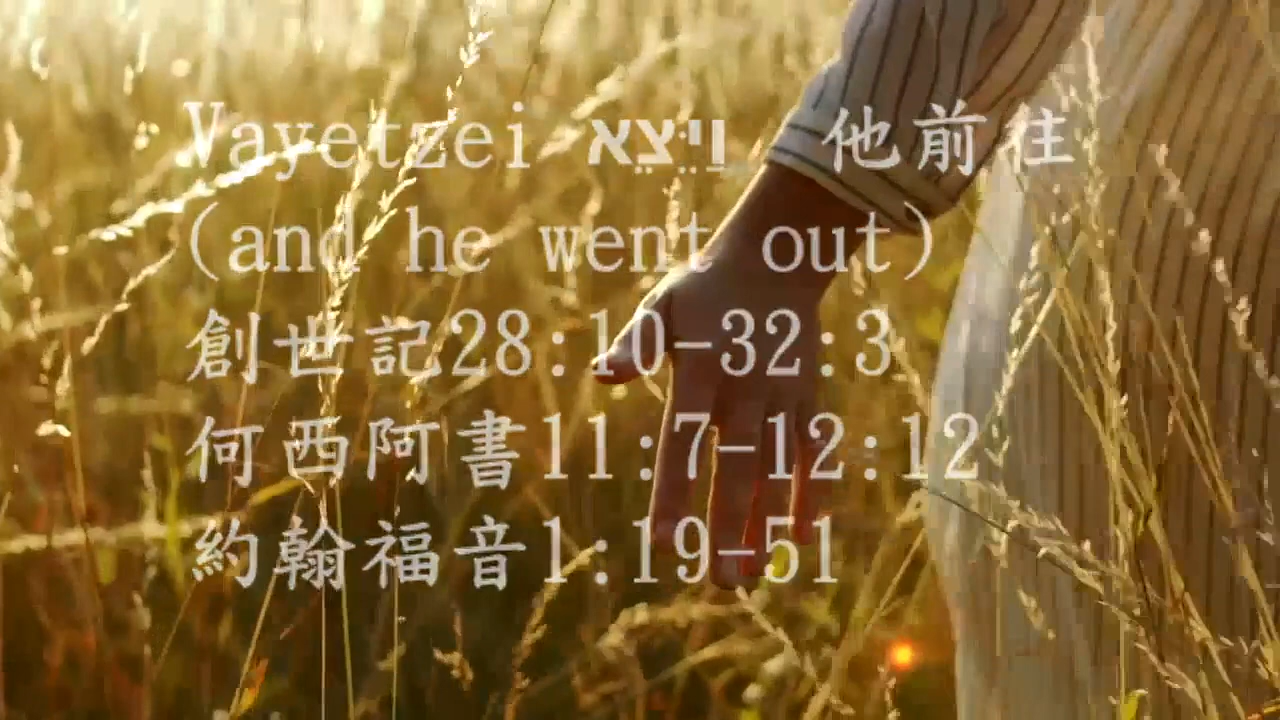 Vayetzei וַיֵּצֵא 他前往
(and he went out)
創世記28:10-32:3
何西阿書11:7-12:12
約翰福音1:19-51